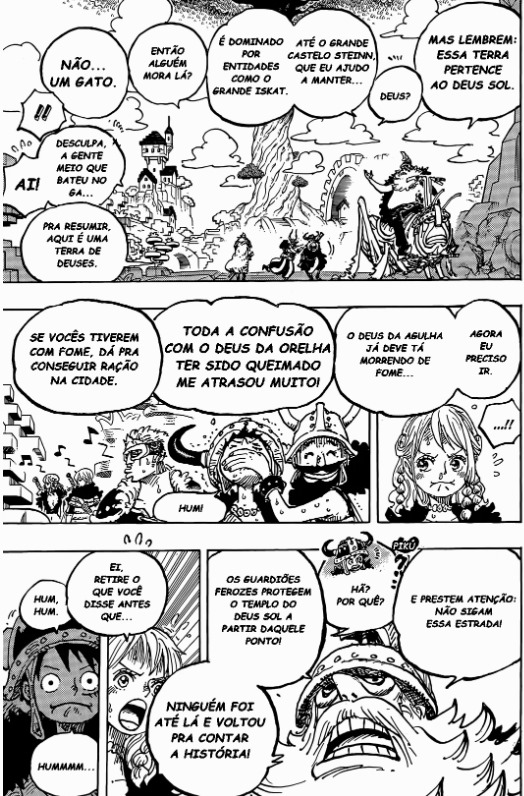 MAS LEMBREM:
ESSA TERRA
PERTENCE
AO DEUS SOL.
DEUS?
ATÉ O GRANDE
CASTELO STEINN,
QUE EU AJUDO
A MANTER...
É DOMINADO
POR
ENTIDADES
COMO O
GRANDE ISKAT.
ENTÃO
ALGUÉM
MORA LÁ?
NÃO...
UM GATO.
!!
AI!
DESCULPA,
A GENTE
MEIO QUE
BATEU NO
GA...
PRA RESUMIR,
AQUI É UMA
TERRA DE
DEUSES.
AGORA
EU
PRECISO
IR.
O DEUS DA AGULHA
JÁ DEVE TÁ
MORRENDO DE
FOME...
...!!
TODA A CONFUSÃO
COM O DEUS DA ORELHA
TER SIDO QUEIMADO
ME ATRASOU MUITO!
HUM!
SE VOCÊS TIVEREM
COM FOME, DÁ PRA
CONSEGUIR RAÇÃO
NA CIDADE.
E PRESTEM ATENÇÃO:
NÃO SIGAM
ESSA ESTRADA!
PIKÚ
?
HÃ?
POR QUÊ?
OS GUARDIÕES
FEROZES PROTEGEM
O TEMPLO DO
DEUS SOL A
PARTIR DAQUELE
PONTO!
NINGUÉM FOI
ATÉ LÁ E VOLTOU
PRA CONTAR
A HISTÓRIA!
EI,
RETIRE O
QUE VOCÊ
DISSE ANTES
QUE...
HUM,
HUM.
HUMMMM...